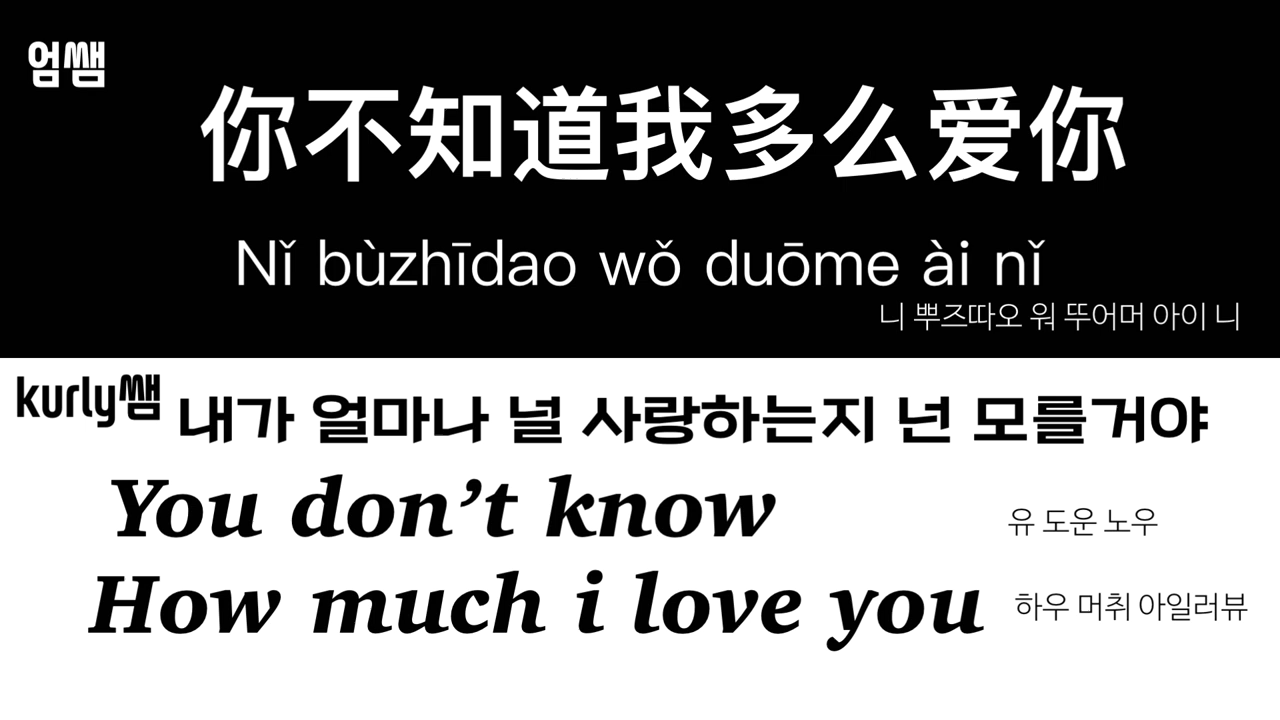 엄쌤
你不知道我多么爱你
Nǐ bùzhīdao wǒ duōme ài nǐ
니 뿌즈따오 워 뚜어머 아이 니
kurly쌤
내가 얼마나 널 사랑하는지 넌 모를거야
You don’t know
유 도운 노우
How much i love you
하우 머취 아일러뷰